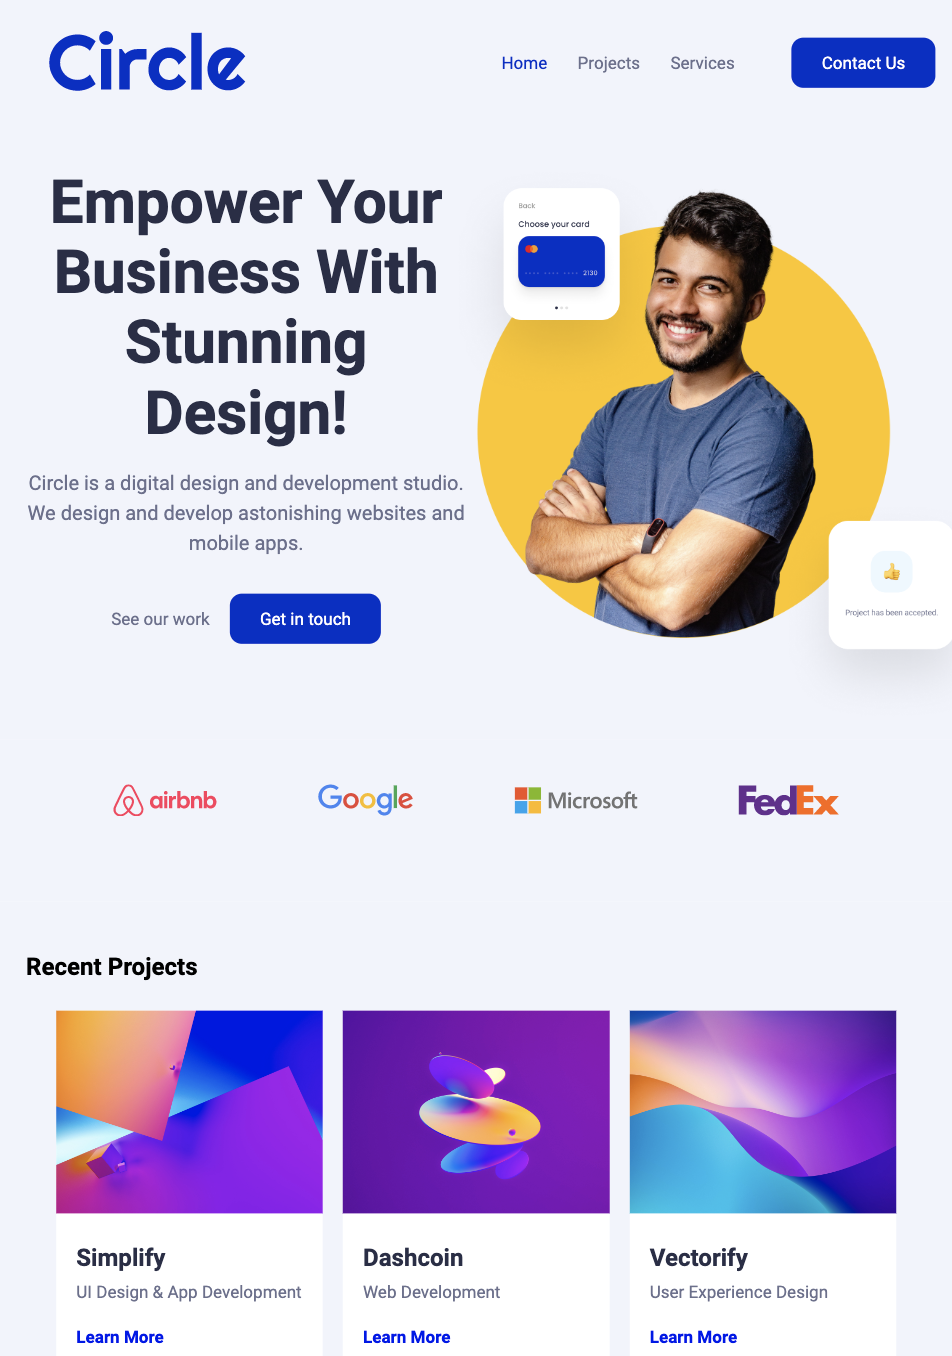 Circle
Home Projects Services Contact Us
Empower Your
Business With
Stunning
Design!
Circle is a digital design and development studio.
We design and develop astonishing websites and
mobile apps.
See our work Get in touch
Back
Choose your card
2130
Project has been accepted.
airbnb Google Microsoft FedEx
Recent Projects
Simplify
UI Design & App Development
Learn More
Dashcoin
Web Development
Learn More
Vectorify
User Experience Design
Learn More